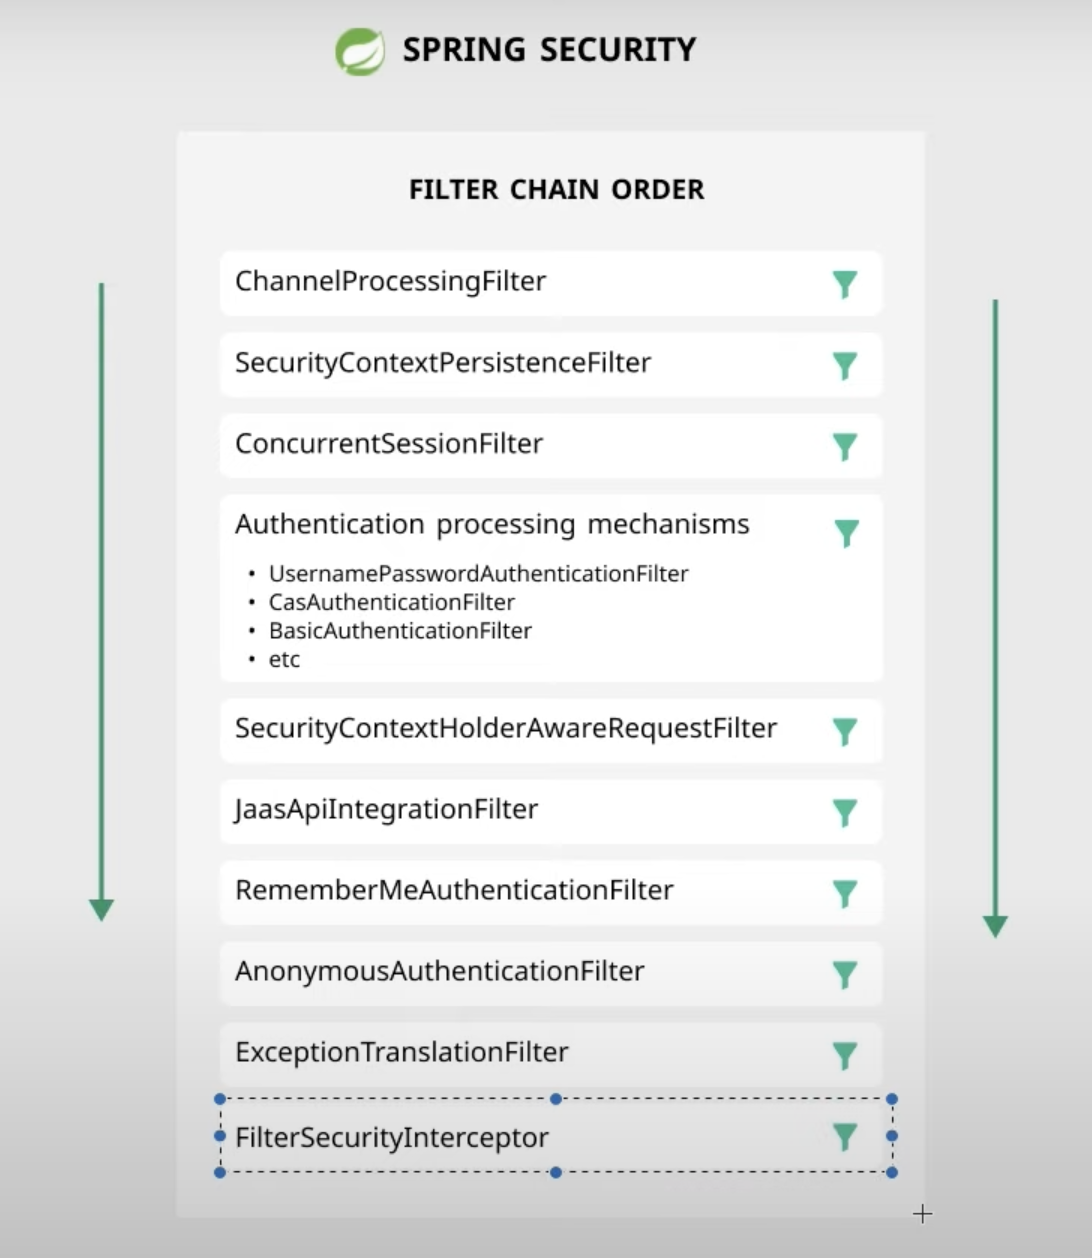 SPRING SECURITY
FILTER CHAIN ORDER
ChannelProcessingFilter
SecurityContextPersistenceFilter
ConcurrentSessionFilter
Authentication processing mechanisms
• UsernamePasswordAuthenticationFilter
• CasAuthenticationFilter
• BasicAuthenticationFilter
• etc
SecurityContextHolderAwareRequestFilter
JaasApiIntegrationFilter
RememberMeAuthenticationFilter
AnonymousAuthenticationFilter
ExceptionTranslationFilter
FilterSecurityInterceptor